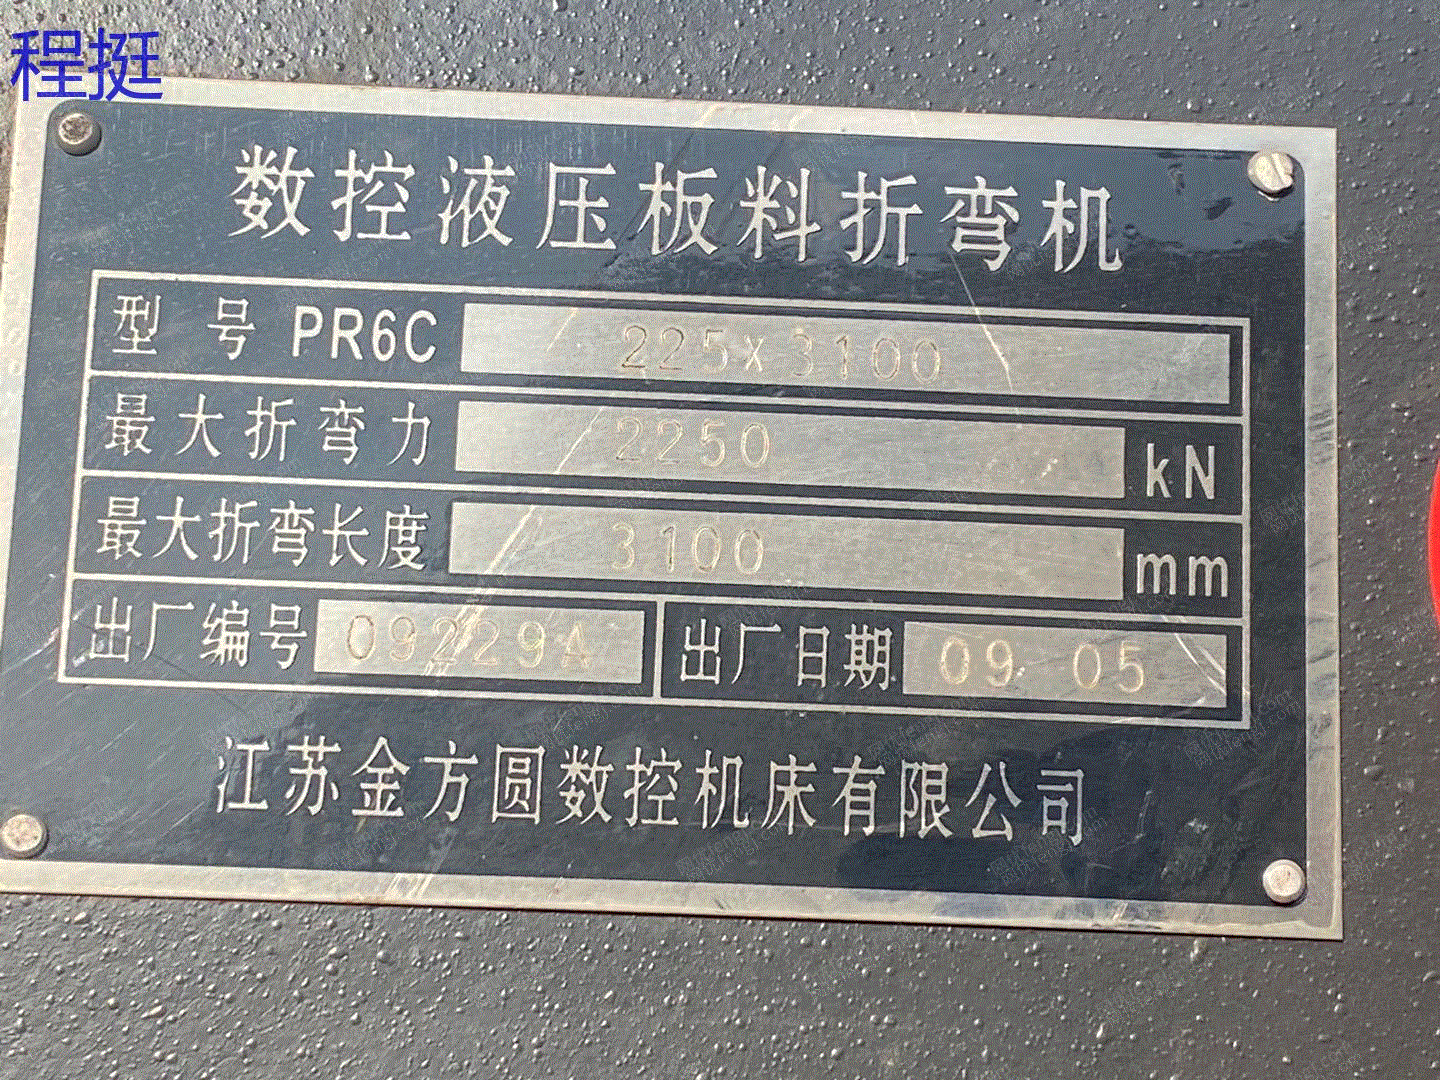 程挺
数控液压板料折弯机
型号 PR6C 225x3100
最大折弯力 2250 kN
最大折弯长度 3100 mm
出厂编号 09229A 出厂日期 09 05
江苏金方圆数控机床有限公司